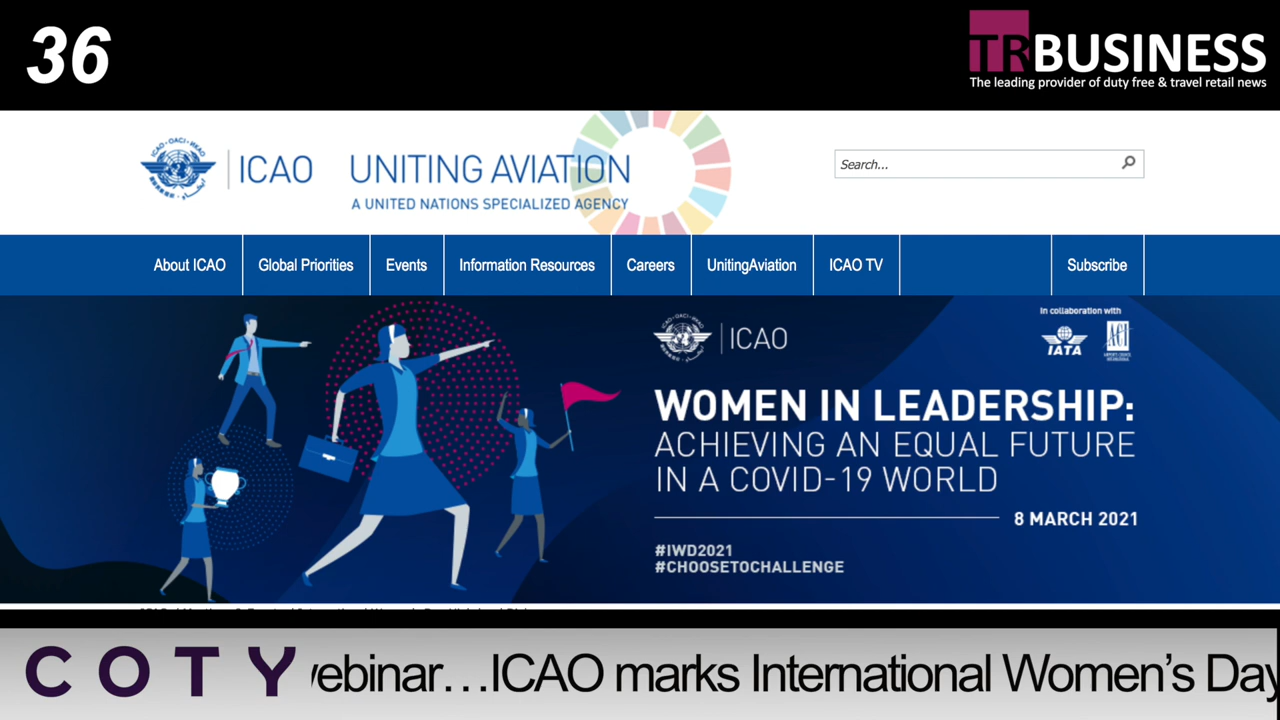 36
TRBUSINESS
The leading provider of duty free & travel retail news
ICAO
UNITING AVIATION
A UNITED NATIONS SPECIALIZED AGENCY
Search...
About ICAO
Global Priorities
Events
Information Resources
Careers
UnitingAviation
ICAO TV
Subscribe
In collaboration with
ICAO
IATA
ACI
WOMEN IN LEADERSHIP:
ACHIEVING AN EQUAL FUTURE
IN A COVID-19 WORLD
8 MARCH 2021
#IWD2021
#CHOOSETOCHALLENGE
COTY
ebinar…ICAO marks International Women’s Day